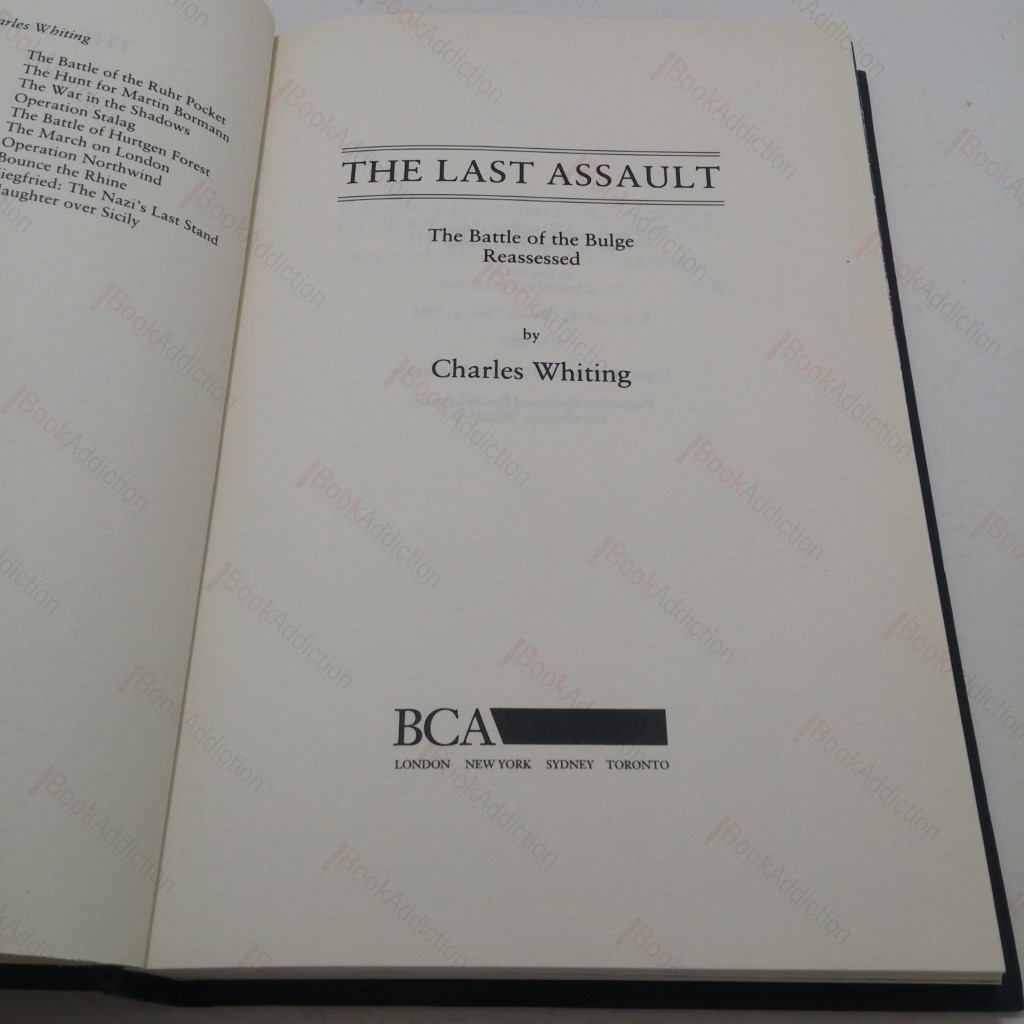 arles Whiting
The Battle of the Ruhr Pocket
The Hunt for Martin Bormann
The War in the Shadows
Operation Stalag
The Battle of Hurtgen Forest
The March on London
Operation Northwind
Bounce the Rhine
iegfried: The Nazi's Last Stand
laughter over Sicily
THE LAST ASSAULT
The Battle of the Bulge
Reassessed
by
Charles Whiting
BCA
LONDON NEW YORK SYDNEY TORONTO
BookAddiction